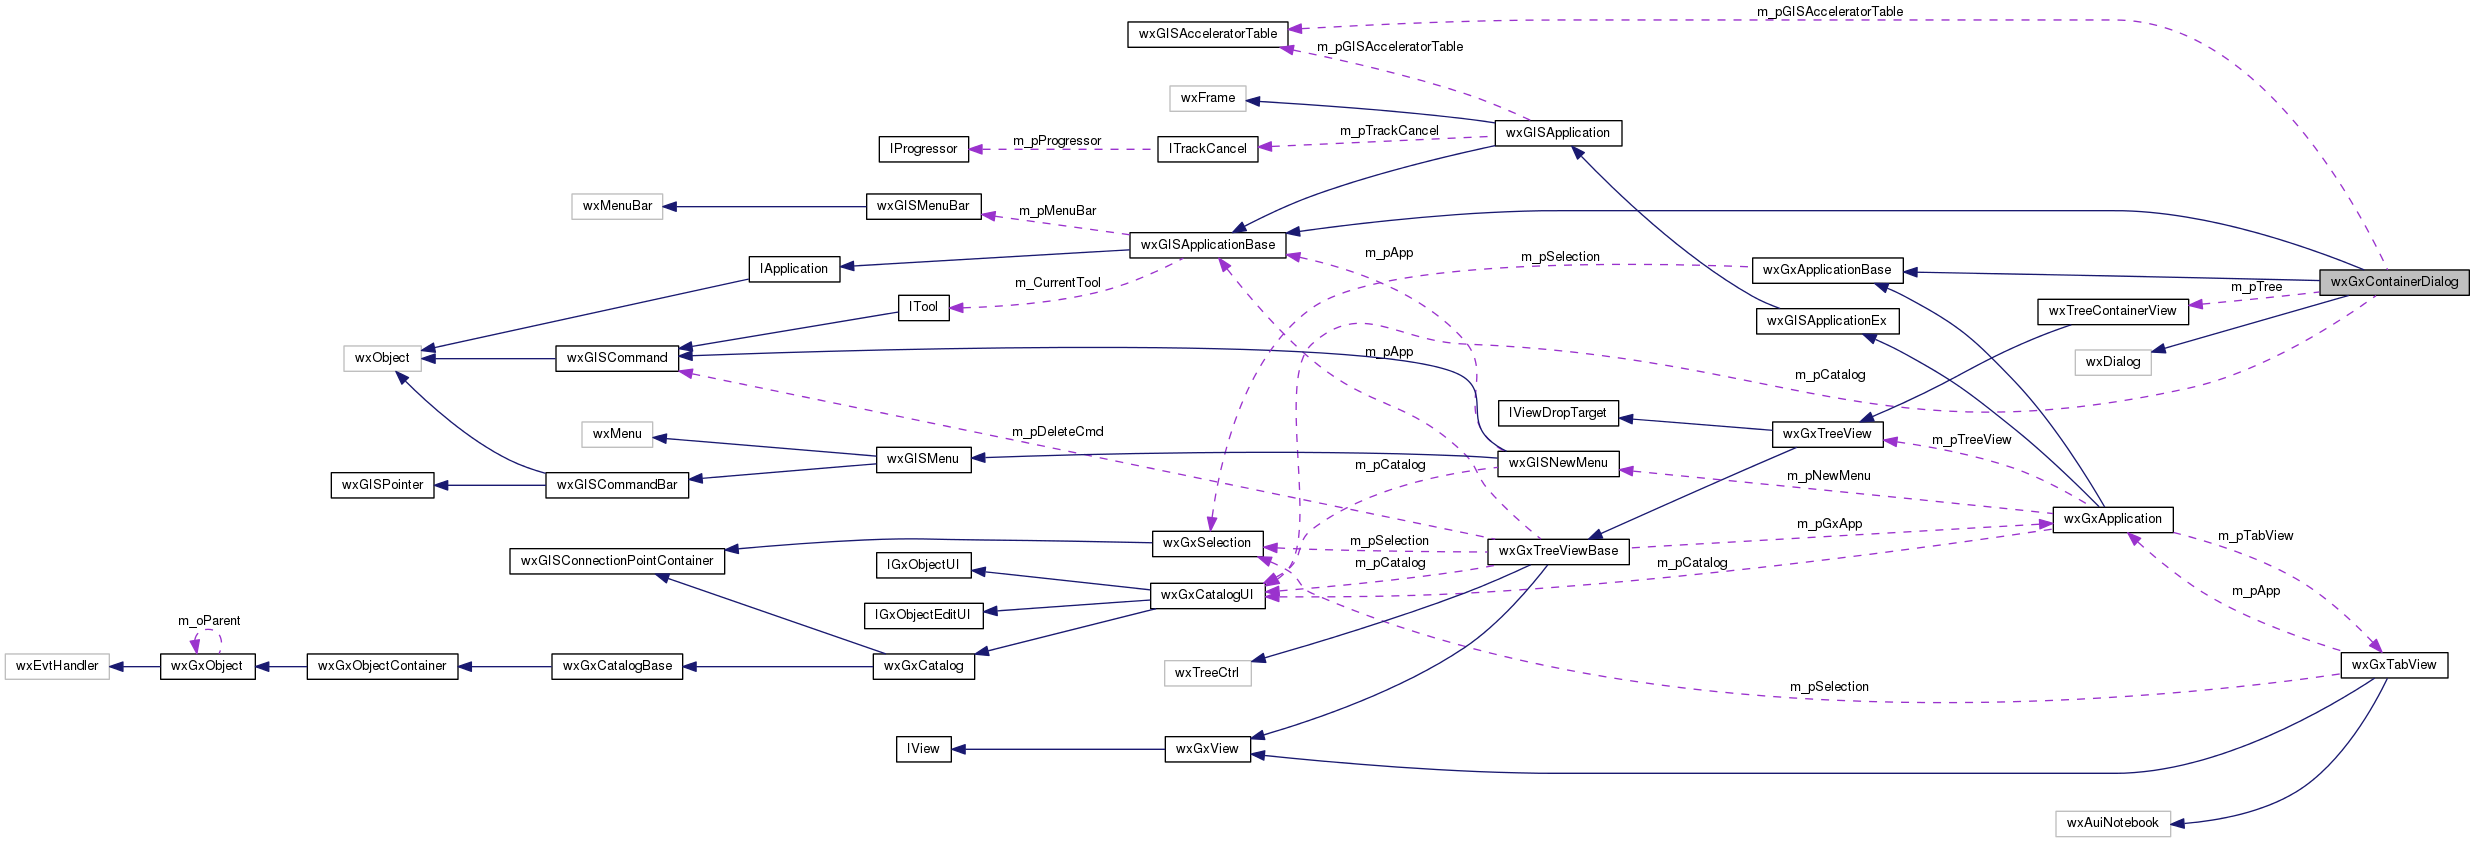 m_pGISAcceleratorTable
wxGISAcceleratorTable
m_pGISAcceleratorTable
wxFrame
wxGISApplication
m_pTrackCancel
IProgressor
m_pProgressor
ITrackCancel
wxMenuBar
wxGISMenuBar
m_pMenuBar
wxGISApplicationBase
m_pApp
m_pSelection
IApplication
wxGxApplicationBase
wxGxContainerDialog
m_CurrentTool
m_pTree
ITool
wxTreeContainerView
wxGISApplicationEx
wxObject
wxGISCommand
m_pApp
wxDialog
m_pCatalog
IViewDropTarget
m_pDeleteCmd
wxMenu
wxGxTreeView
m_pTreeView
wxGISMenu
m_pCatalog
wxGISNewMenu
m_pNewMenu
wxGISPointer
wxGISCommandBar
wxGxApplication
m_pGxApp
m_pTabView
wxGxSelection
m_pSelection
wxGxTreeViewBase
wxGISConnectionPointContainer
IGxObjectUI
m_pCatalog
m_pCatalog
wxGxCatalogUI
m_pApp
IGxObjectEditUI
m_oParent
wxEvtHandler
wxGxObject
wxGxObjectContainer
wxGxCatalogBase
wxGxCatalog
wxTreeCtrl
wxGxTabView
m_pSelection
IView
wxGxView
wxAuiNotebook